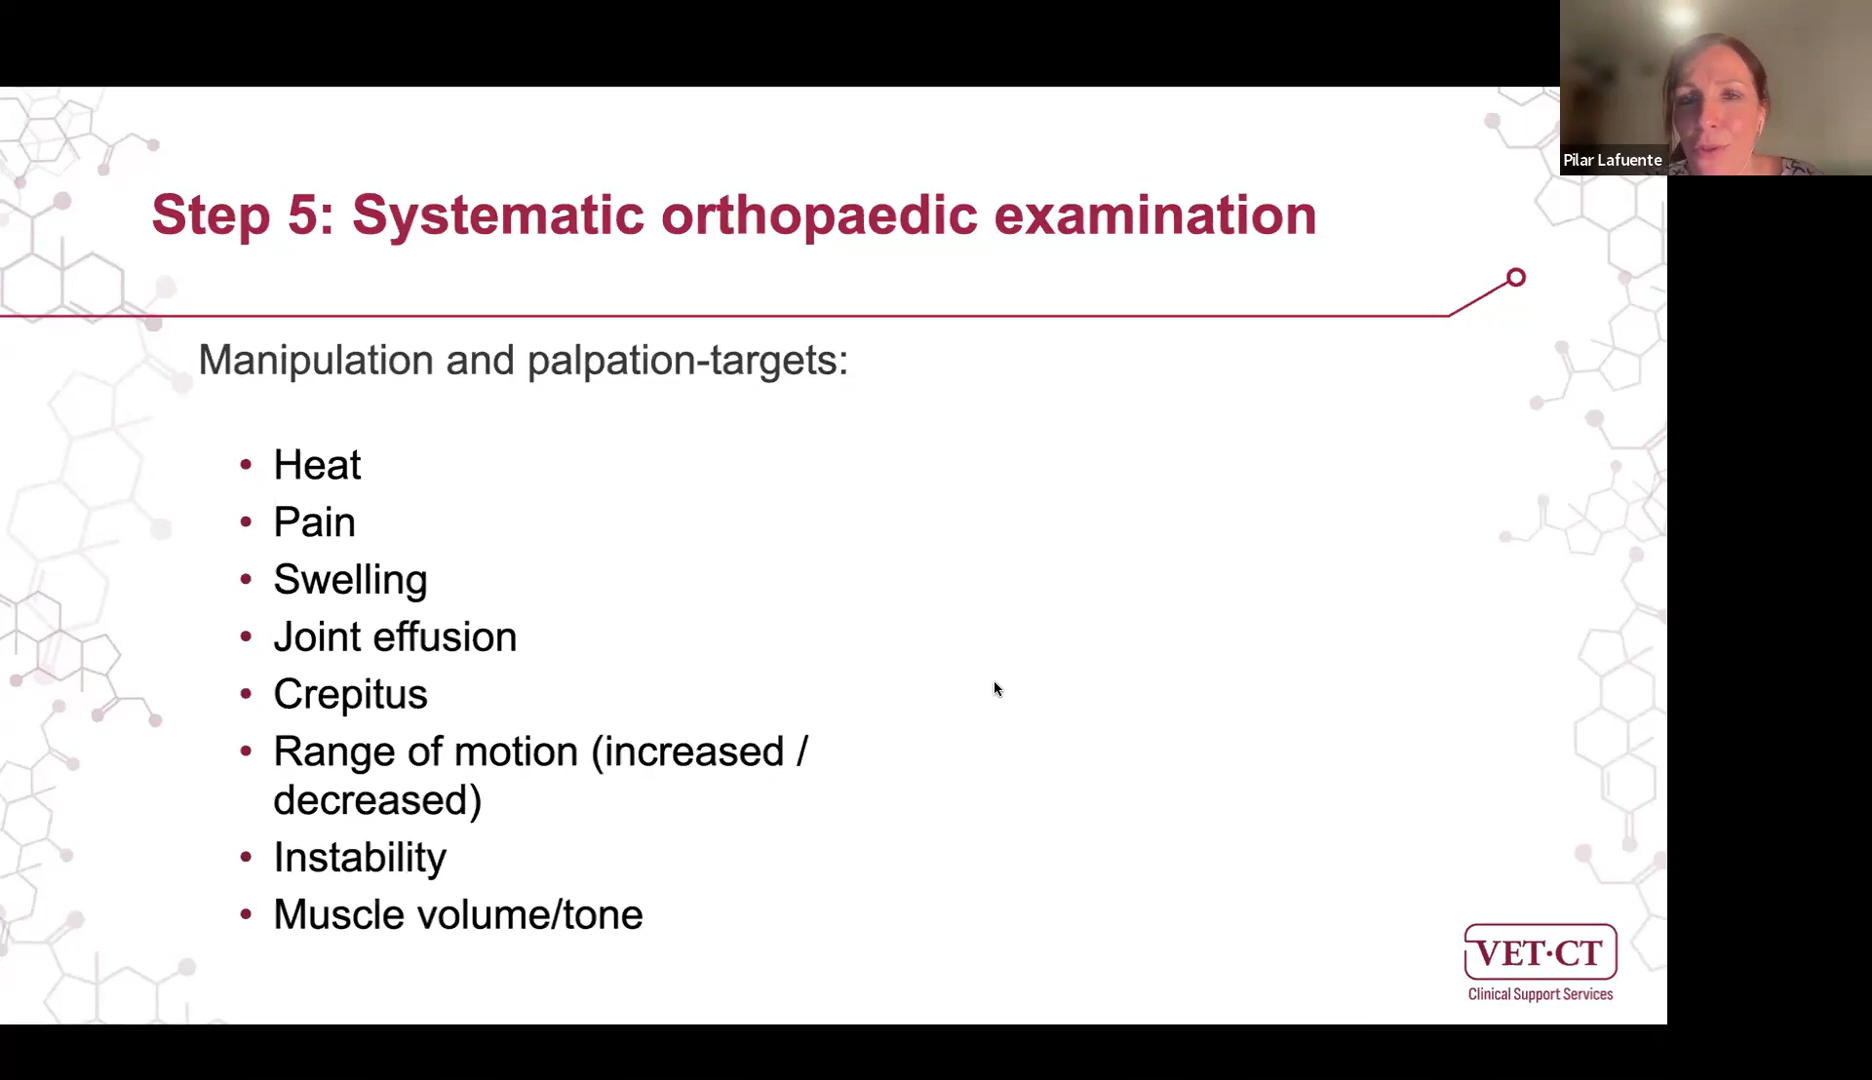 Pilar Lafuente
Step 5: Systematic orthopaedic examination
Manipulation and palpation-targets:
• Heat
• Pain
• Swelling
• Joint effusion
• Crepitus
• Range of motion (increased /
decreased)
• Instability
• Muscle volume/tone
VET·CT
Clinical Support Services